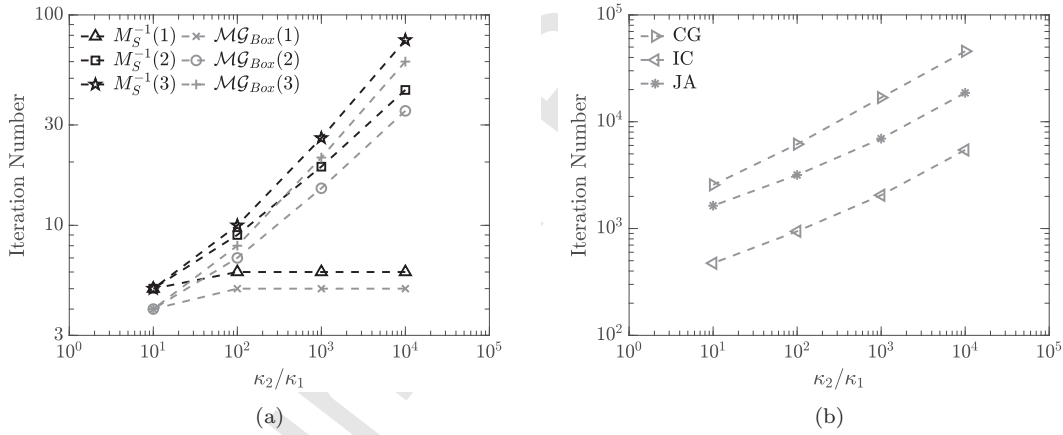 100
30
10
3
Iteration Number
M_S^{-1}(1) MG_{Box}(1)
M_S^{-1}(2) MG_{Box}(2)
M_S^{-1}(3) MG_{Box}(3)
10^0 10^1 10^2 10^3 10^4 10^5
κ_2/κ_1
(a)
10^5
10^4
10^3
10^2
Iteration Number
CG
IC
JA
10^0 10^1 10^2 10^3 10^4 10^5
κ_2/κ_1
(b)